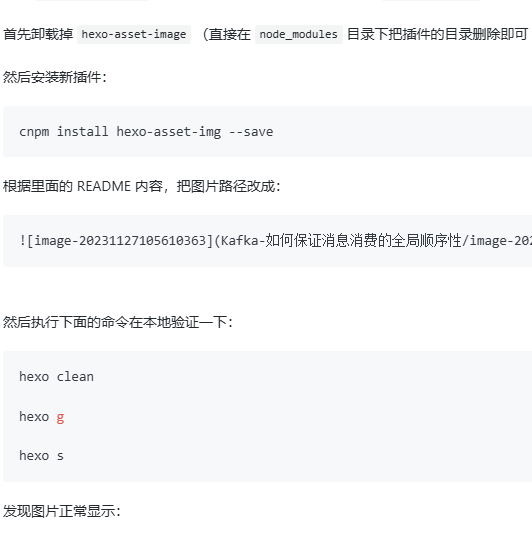 首先卸载掉 hexo-asset-image （直接在 node_modules 目录下把插件的目录删除即可
然后安装新插件：
cnpm install hexo-asset-img --save
根据里面的 README 内容，把图片路径改成：
![image-20231127105610363](Kafka-如何保证消息消费的全局顺序性/image-202
然后执行下面的命令在本地验证一下：
hexo clean
hexo g
hexo s
发现图片正常显示：